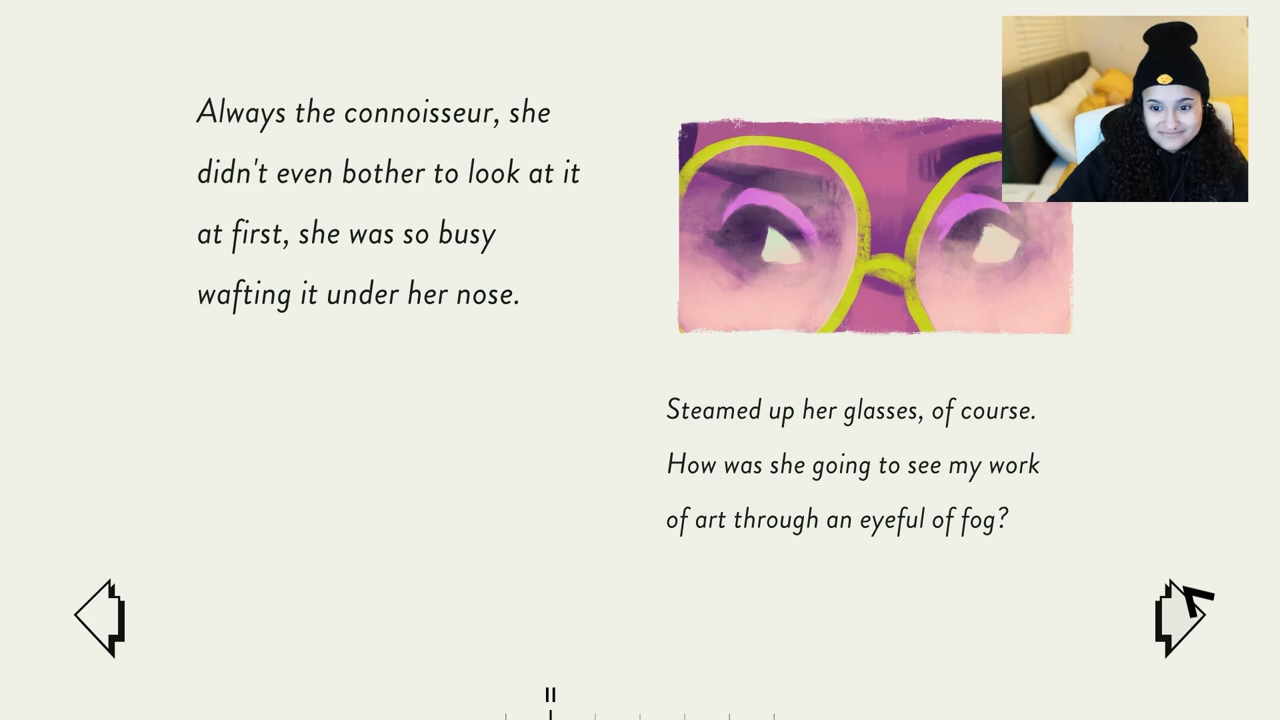 Always the connoisseur, she
didn't even bother to look at it
at first, she was so busy
wafting it under her nose.
Steamed up her glasses, of course.
How was she going to see my work
of art through an eyeful of fog?
II